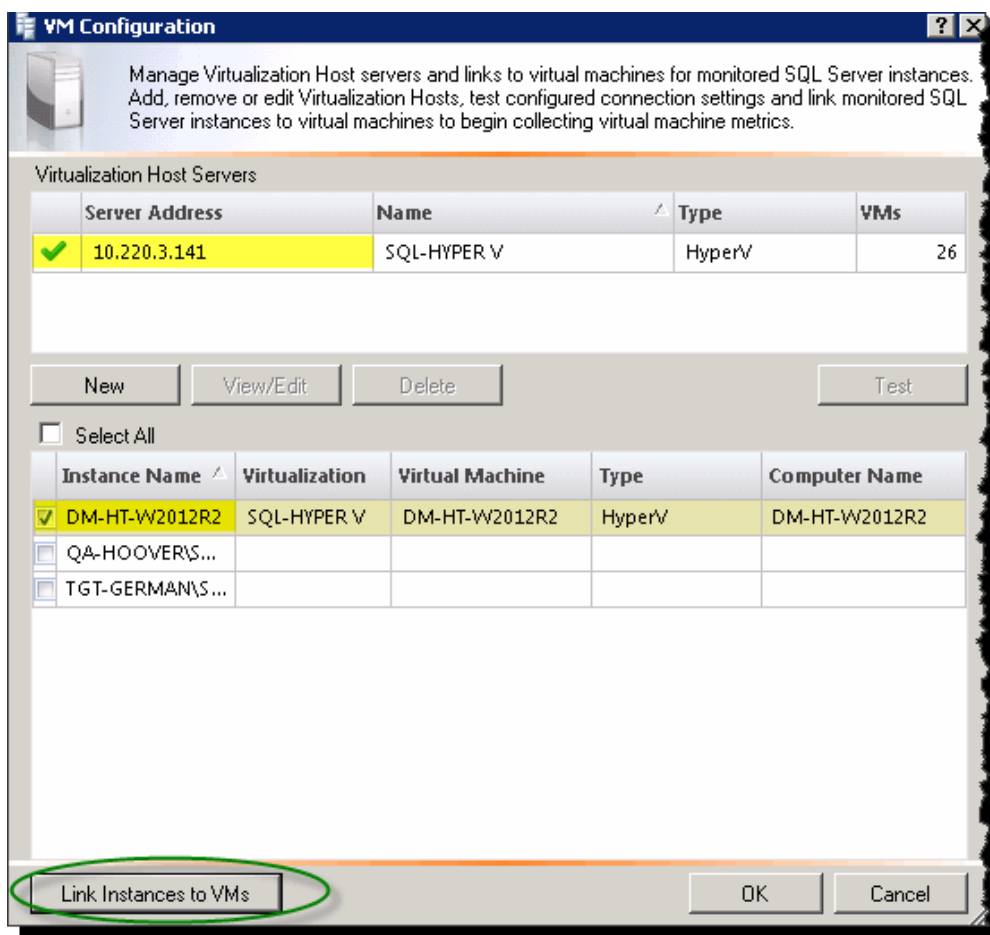 VM Configuration
Manage Virtualization Host servers and links to virtual machines for monitored SQL Server instances.
Add, remove or edit Virtualization Hosts, test configured connection settings and link monitored SQL
Server instances to virtual machines to begin collecting virtual machine metrics.
Virtualization Host Servers
Server Address Name Type VMs
10.220.3.141 SQL-HYPER V HyperV 26
New View/Edit Delete Test
Select All
Instance Name Virtualization Virtual Machine Type Computer Name
DM-HT-W2012R2 SQL-HYPER V DM-HT-W2012R2 HyperV DM-HT-W2012R2
QA-HOOVER\S...
TGT-GERMAN\S...
Link Instances to VMs OK Cancel